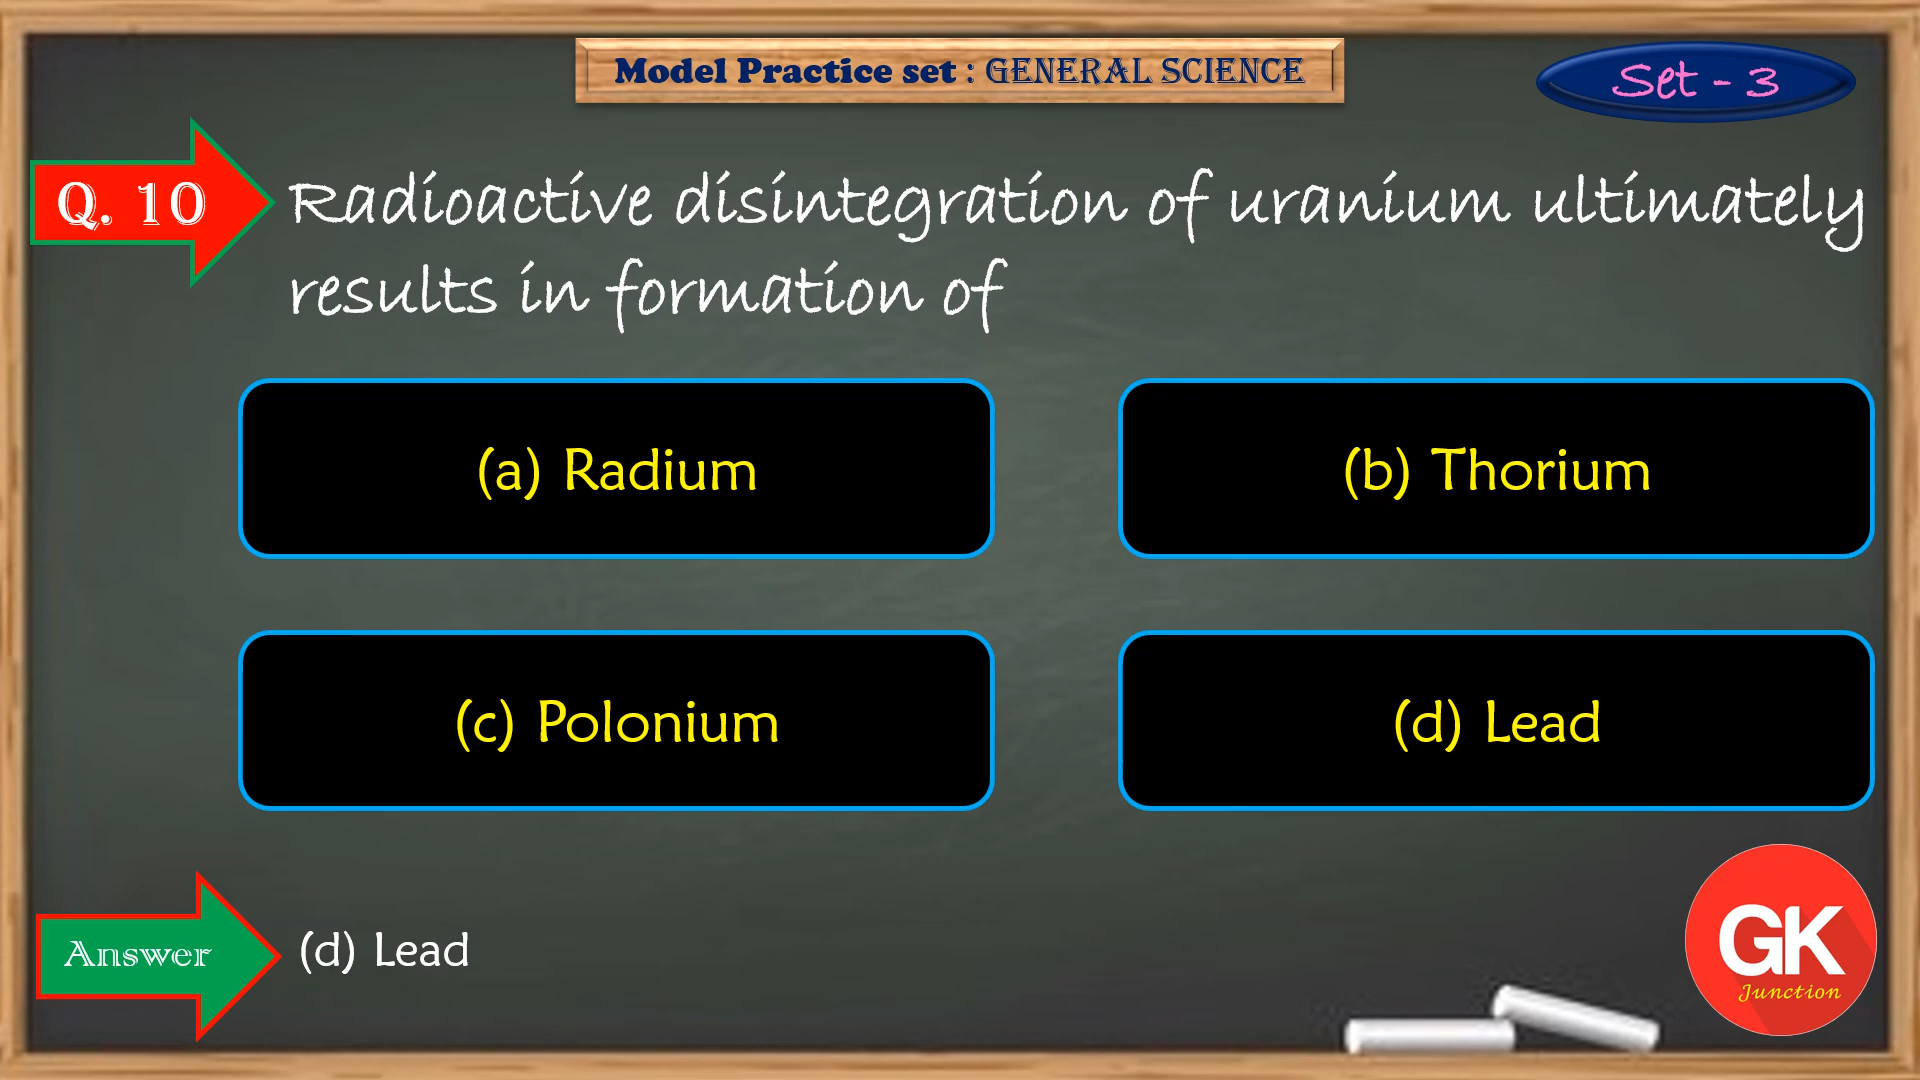 Model Practice set : GENERAL SCIENCE
Set - 3
Q. 10
Radioactive disintegration of uranium ultimately
results in formation of
(a) Radium
(b) Thorium
(c) Polonium
(d) Lead
Answer
(d) Lead
GK
Junction